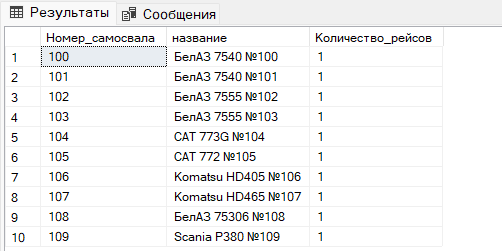 Результаты Сообщения
Номер_самосвала название Количество_рейсов
1 100 БелАЗ 7540 №100 1
2 101 БелАЗ 7540 №101 1
3 102 БелАЗ 7555 №102 1
4 103 БелАЗ 7555 №103 1
5 104 CAT 773G №104 1
6 105 CAT 772 №105 1
7 106 Komatsu HD405 №106 1
8 107 Komatsu HD465 №107 1
9 108 БелАЗ 75306 №108 1
10 109 Scania P380 №109 1